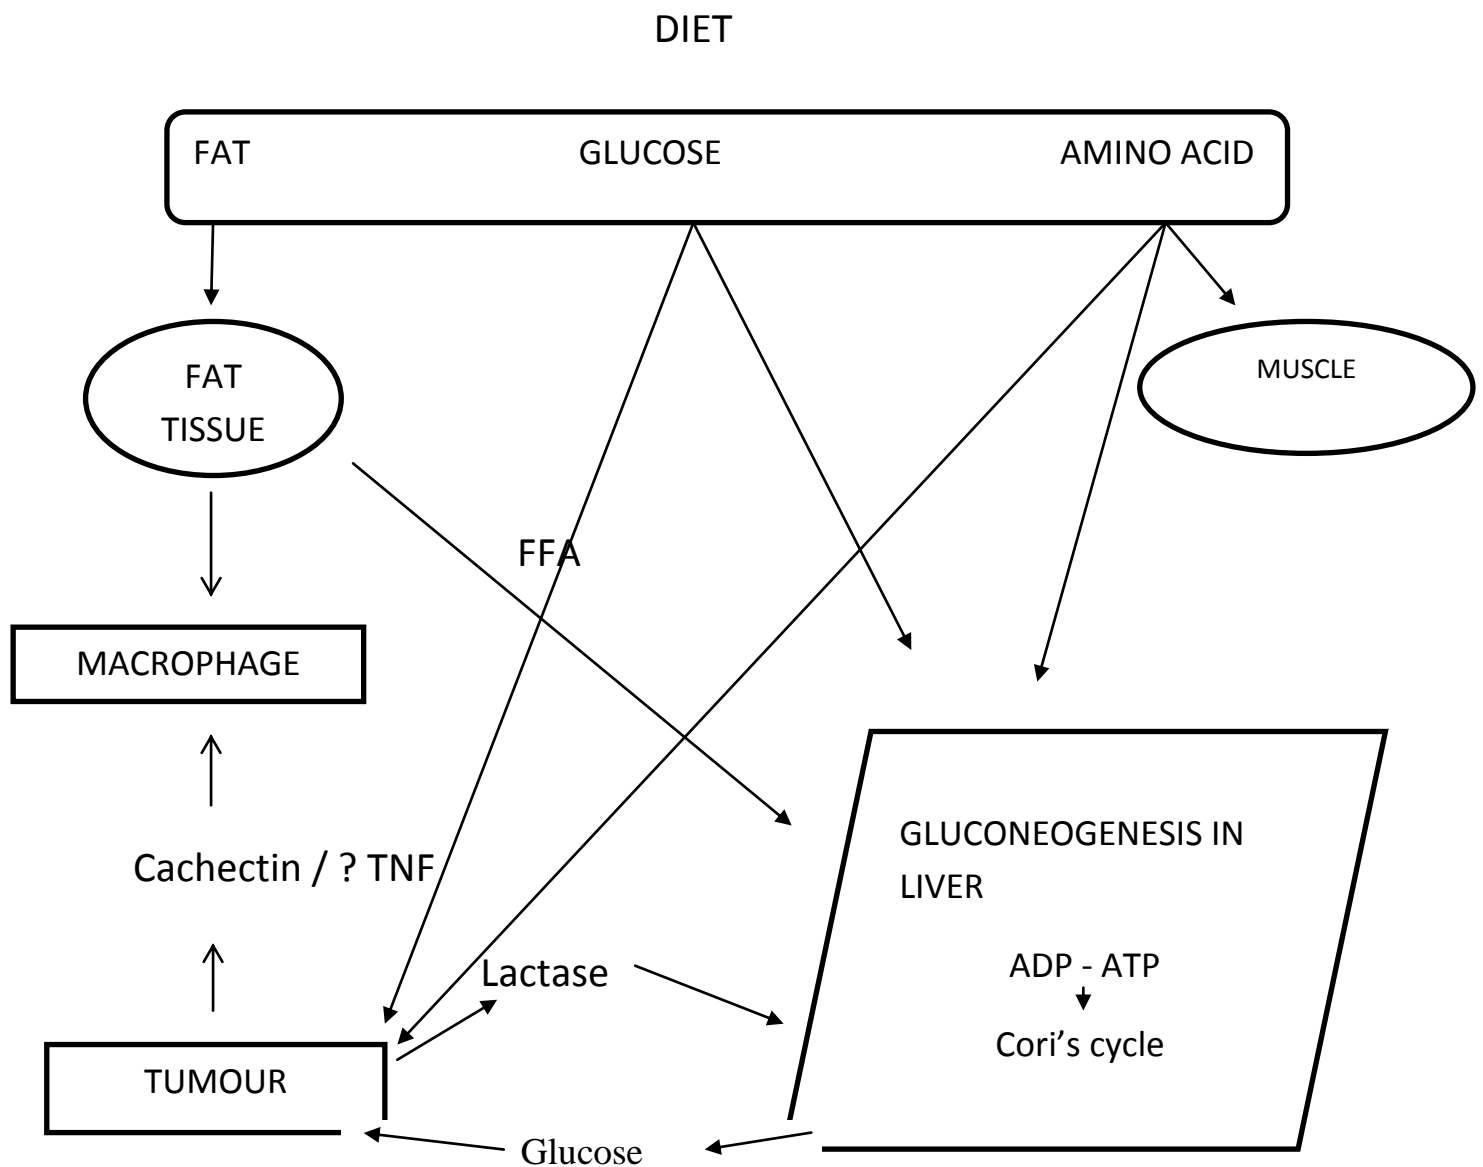 DIET
FAT
GLUCOSE
AMINO ACID
FAT
TISSUE
MUSCLE
FFA
MACROPHAGE
GLUCONEOGENESIS IN
LIVER
Cachectin / ? TNF
ADP - ATP
Lactase
Cori’s cycle
TUMOUR
Glucose